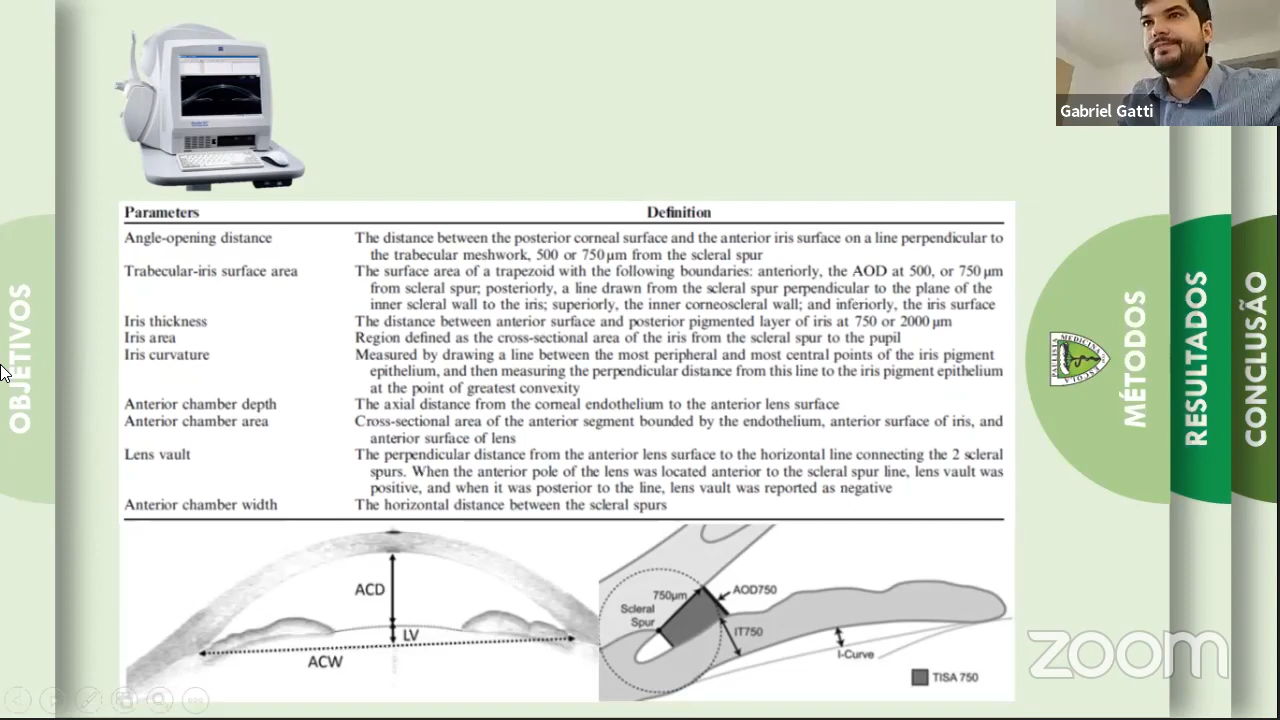 Gabriel Gatti
Parameters Definition
Angle-opening distance The distance between the posterior corneal surface and the anterior iris surface on a line perpendicular to
the trabecular meshwork, 500 or 750 μm from the scleral spur
Trabecular-iris surface area The surface area of a trapezoid with the following boundaries: anteriorly, the AOD at 500, or 750 μm
from scleral spur; posteriorly, a line drawn from the scleral spur perpendicular to the plane of the
inner scleral wall to the iris; superiorly, the inner corneoscleral wall; and inferiorly, the iris surface
Iris thickness The distance between anterior surface and posterior pigmented layer of iris at 750 or 2000 μm
Iris area Region defined as the cross-sectional area of the iris from the scleral spur to the pupil
Iris curvature Measured by drawing a line between the most peripheral and most central points of the iris pigment
epithelium, and then measuring the perpendicular distance from this line to the iris pigment epithelium
at the point of greatest convexity
Anterior chamber depth The axial distance from the corneal endothelium to the anterior lens surface
Anterior chamber area Cross-sectional area of the anterior segment bounded by the endothelium, anterior surface of iris, and
anterior surface of lens
Lens vault The perpendicular distance from the anterior lens surface to the horizontal line connecting the 2 scleral
spurs. When the anterior pole of the lens was located anterior to the scleral spur line, lens vault was
positive, and when it was posterior to the line, lens vault was reported as negative
Anterior chamber width The horizontal distance between the scleral spurs
ACD
LV
ACW
750μm
AOD750
Scleral
Spur
IT750
I-Curve
TISA 750
OBJETIVOS
MÉTODOS
RESULTADOS
CONCLUSÃO
ESCOLA PAULISTA MEDICINA
zoom